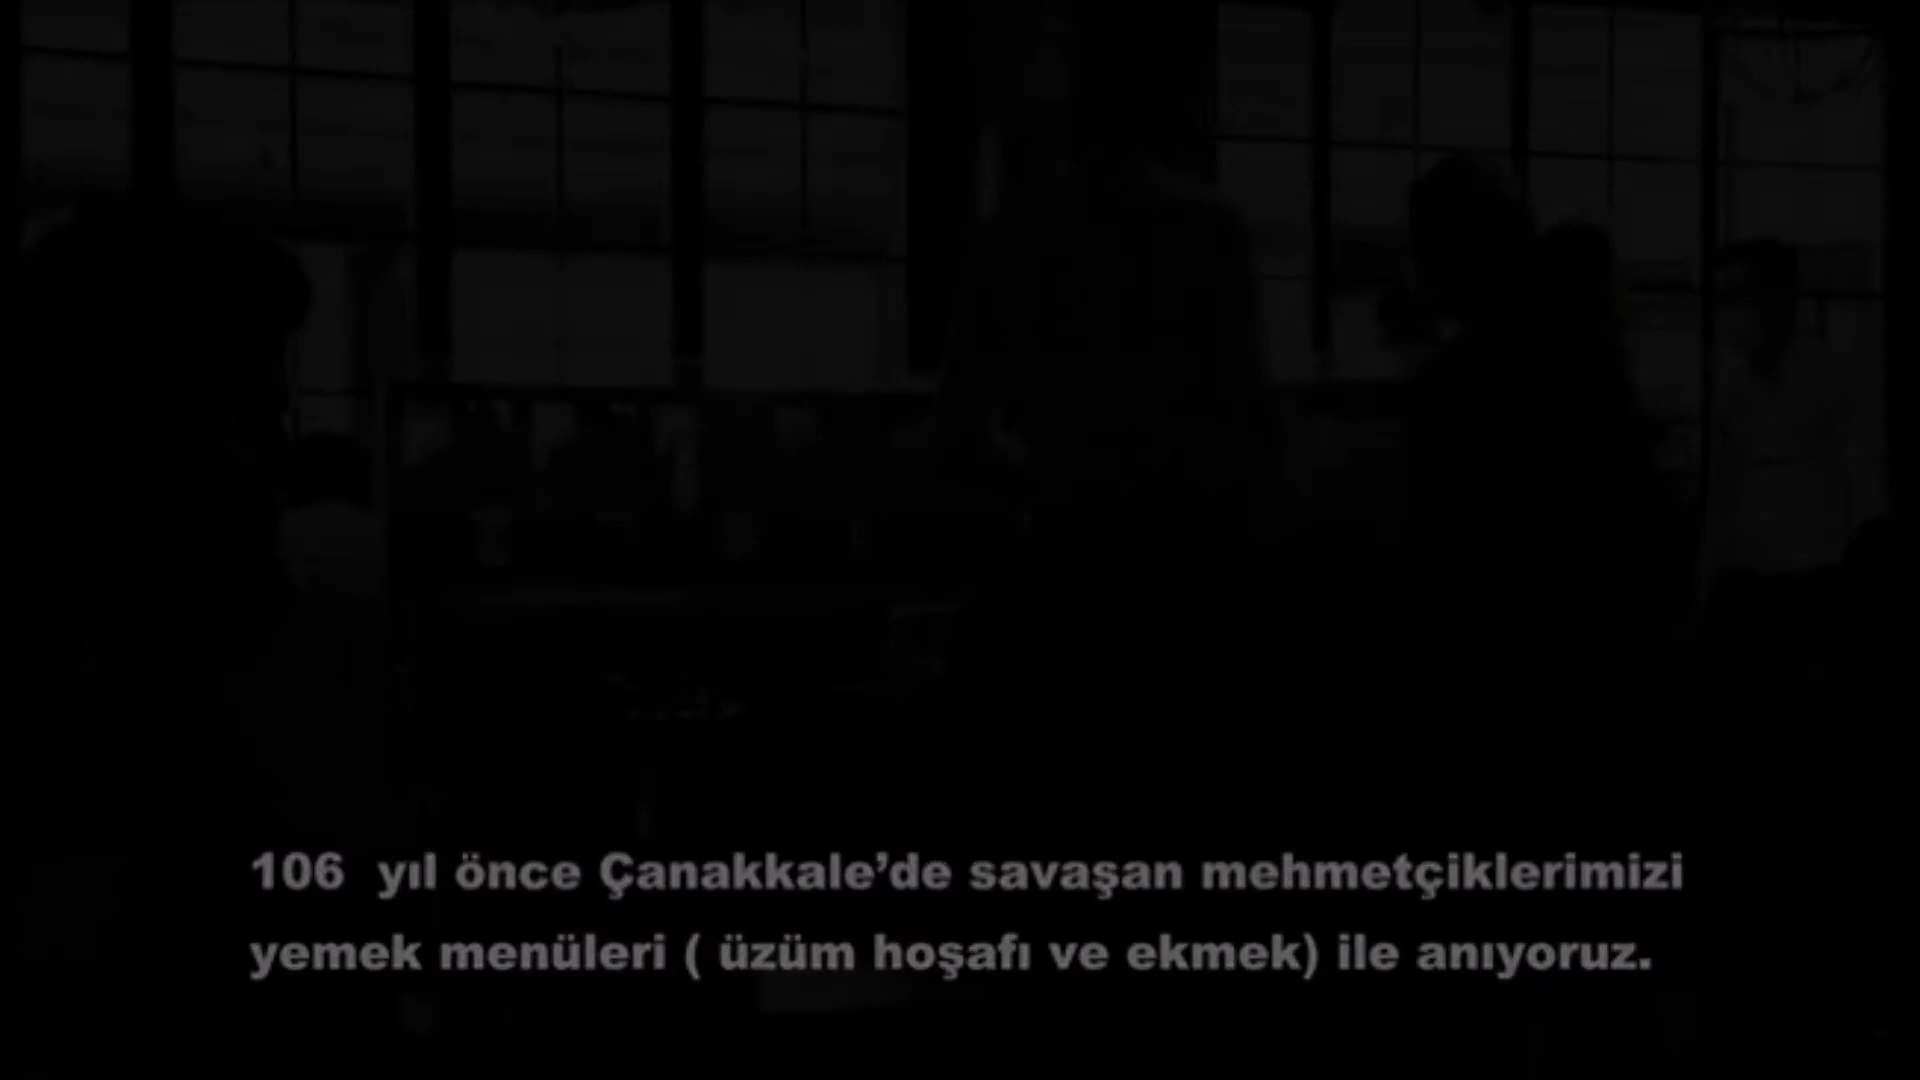 106  yıl önce Çanakkale’de savaşan mehmetçiklerimizi
yemek menüleri ( üzüm hoşafı ve ekmek) ile anıyoruz.